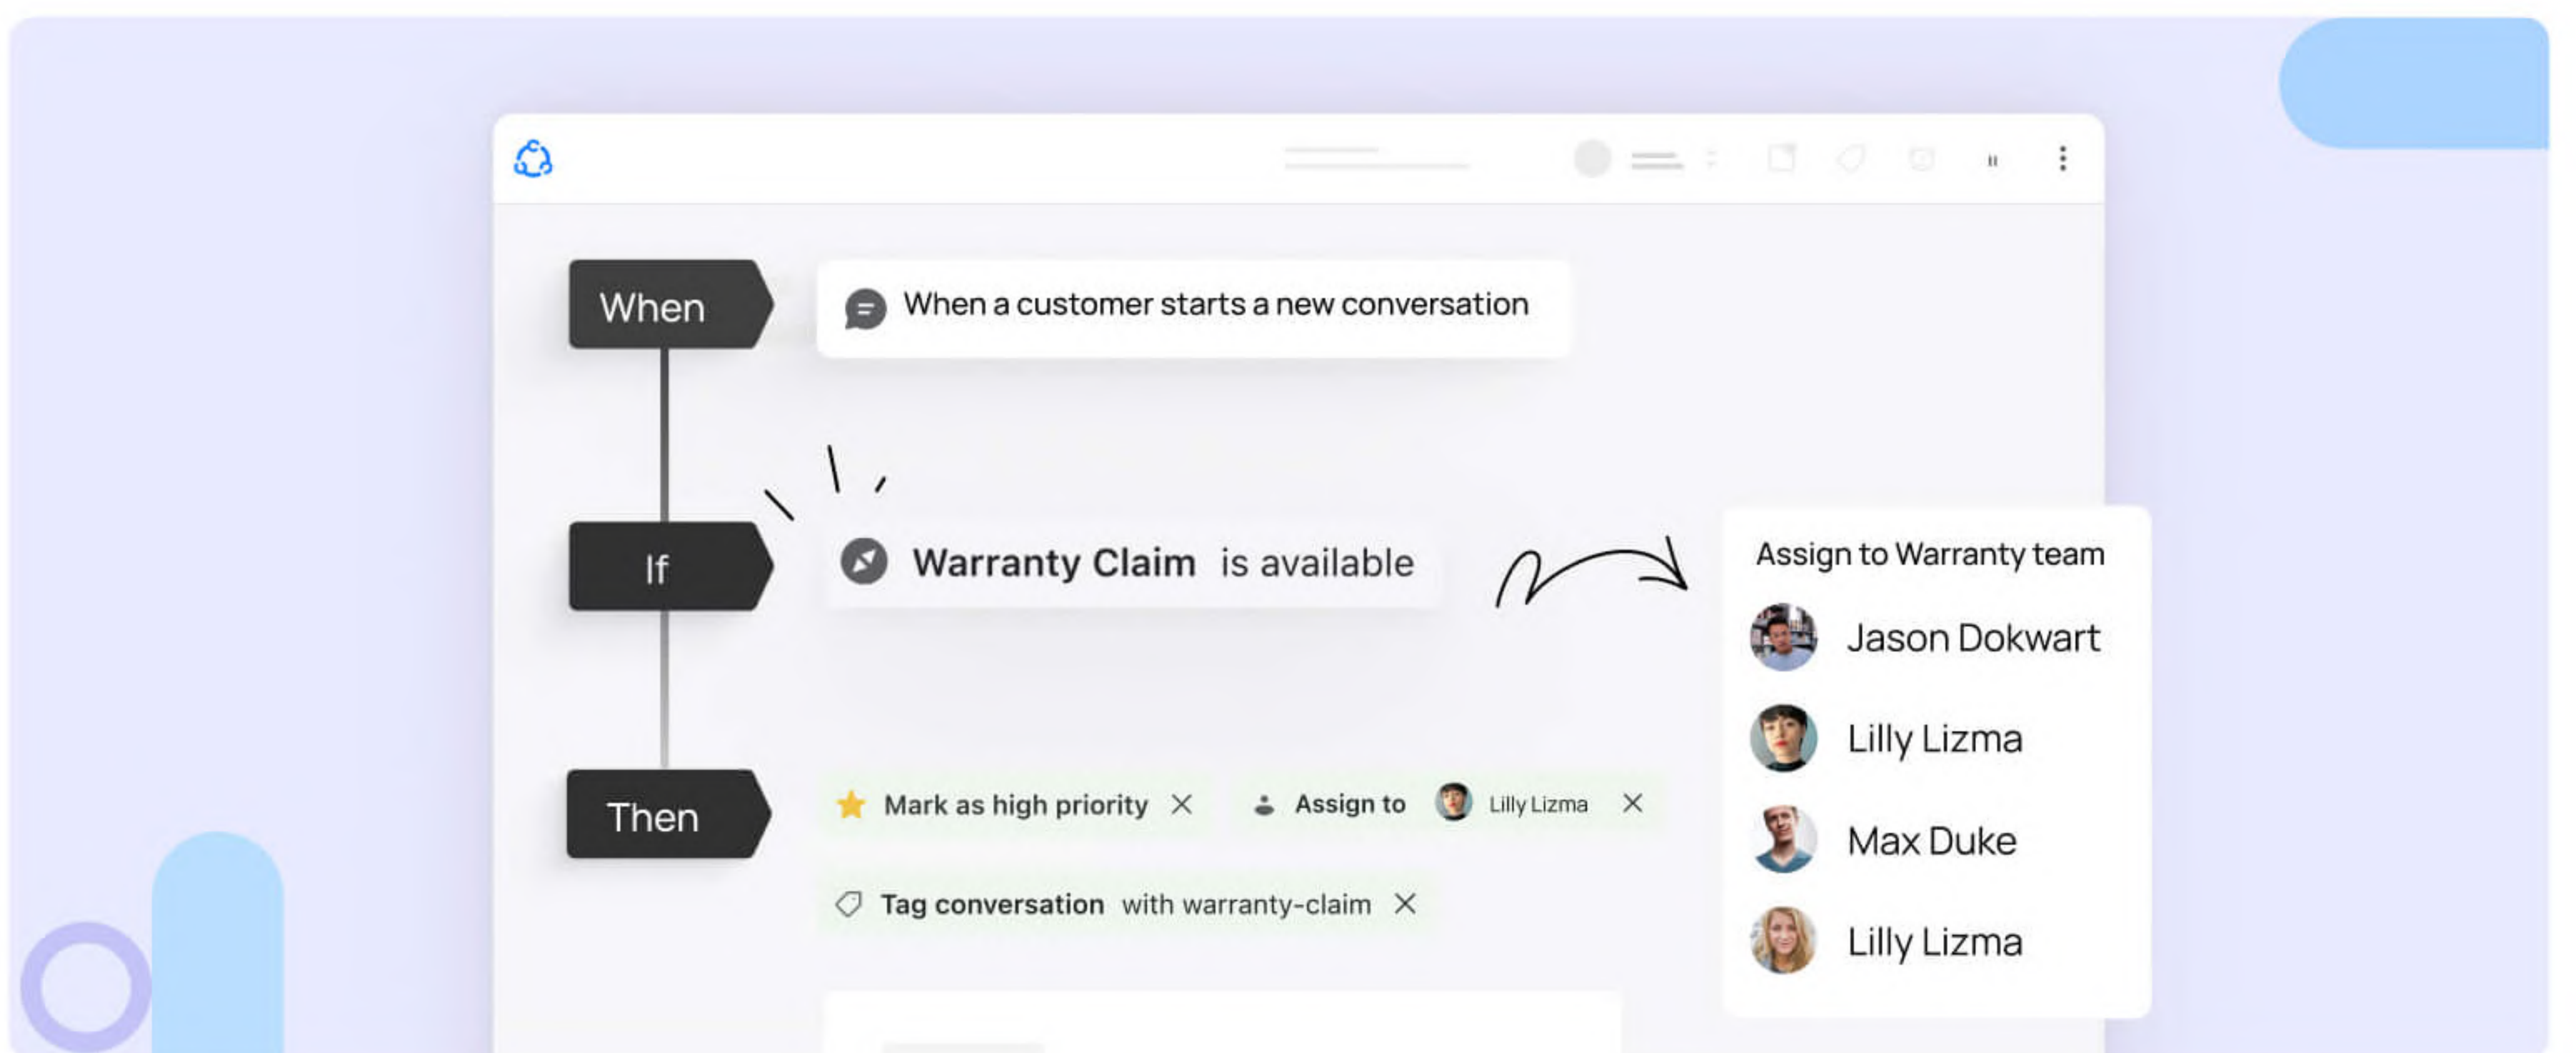 When
When a customer starts a new conversation
If
Warranty Claim is available
Then
Mark as high priority
Assign to Lilly Lizma
Tag conversation with warranty-claim
Assign to Warranty team
Jason Dokwart
Lilly Lizma
Max Duke
Lilly Lizma